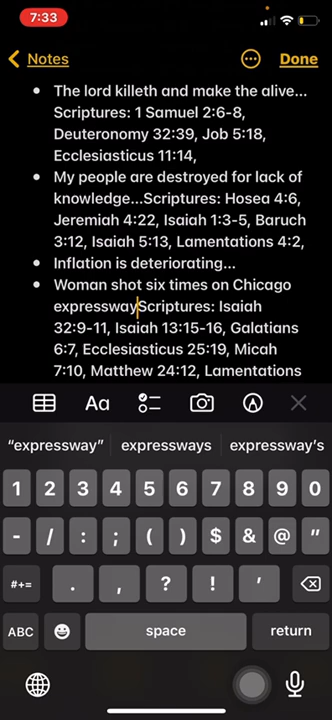 7:33
Notes
Done
The lord killeth and make the alive...
Scriptures: 1 Samuel 2:6-8,
Deuteronomy 32:39, Job 5:18,
Ecclesiasticus 11:14,
My people are destroyed for lack of
knowledge...Scriptures: Hosea 4:6,
Jeremiah 4:22, Isaiah 1:3-5, Baruch
3:12, Isaiah 5:13, Lamentations 4:2,
Inflation is deteriorating...
Woman shot six times on Chicago
expresswayScriptures: Isaiah
32:9-11, Isaiah 13:15-16, Galatians
6:7, Ecclesiasticus 25:19, Micah
7:10, Matthew 24:12, Lamentations
Aa
“expressway” expressways expressway’s
1 2 3 4 5 6 7 8 9 0
- / : ; ( ) $ & @ "
#+= . , ? ! ’
ABC space return